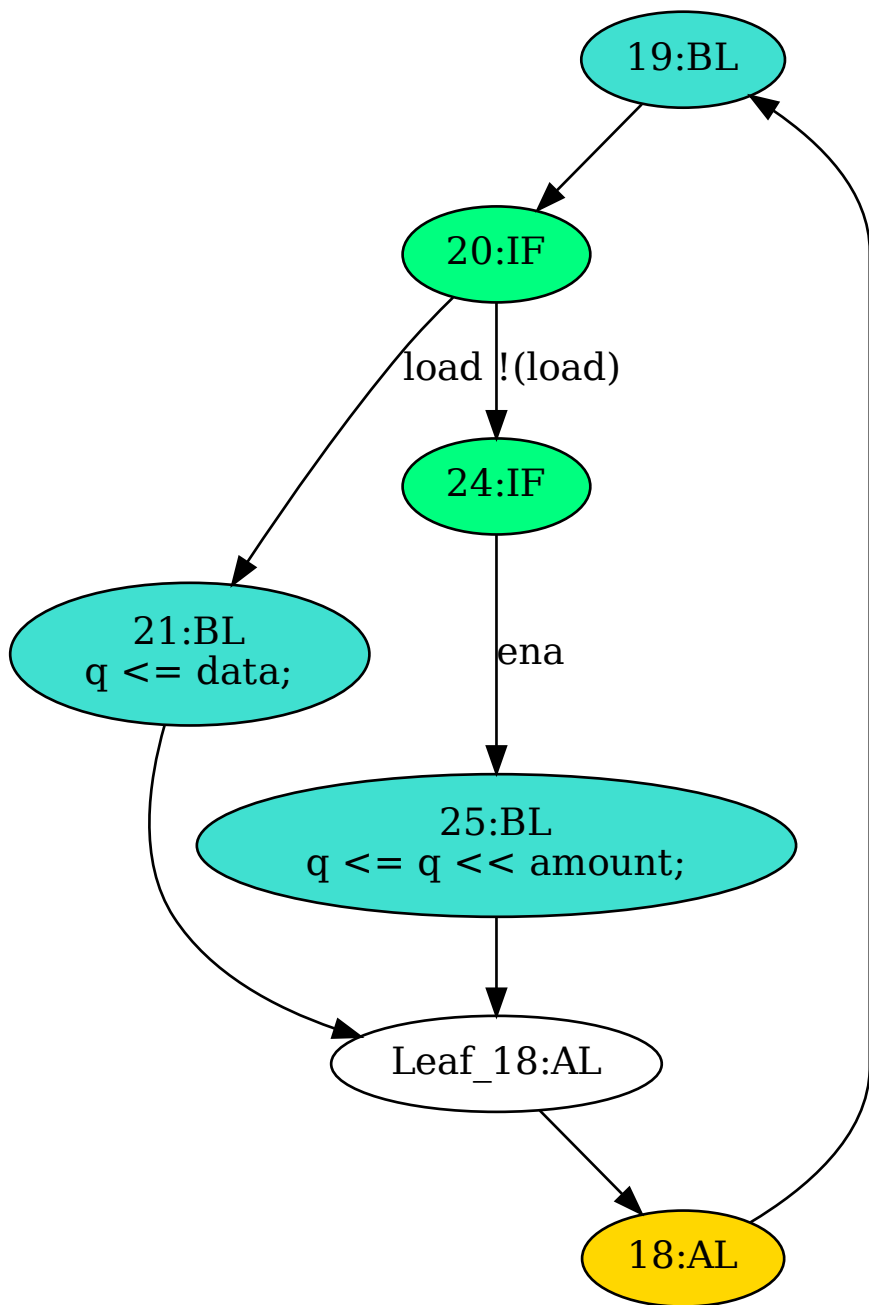 19:BL
20:IF
load !(load)
24:IF
21:BL
q <= data;
ena
25:BL
q <= q << amount;
Leaf_18:AL
18:AL